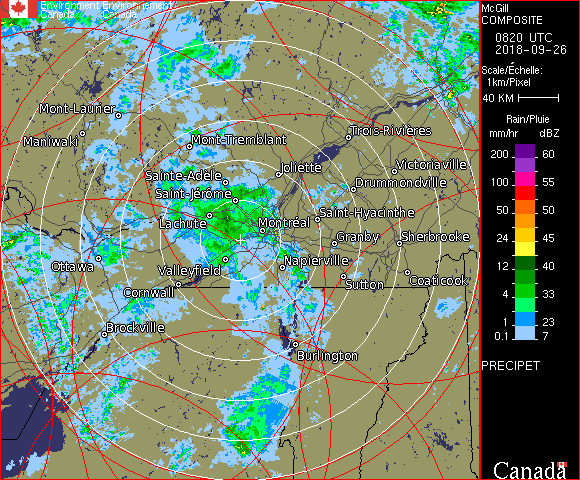 Environment Environnement
Canada Canada
McGill
COMPOSITE
0820 UTC
2018-09-26
Scale/Échelle:
1km/Pixel
40 KM
Rain/Pluie
mm/hr dBZ
200 60
100 55
50 50
24 45
12 40
4 33
0.1 23
7
PRECIPET
Canada
Mont-Laurier
Maniwaki
Mont-Tremblant
Trois-Rivières
Joliette
Victoriaville
Sainte-Adèle
Drummondville
Saint-Jérôme
Saint-Hyacinthe
Lachute
Montréal
Granby
Sherbrooke
Ottawa
Napierville
Valleyfield
Sutton
Coaticook
Cornwall
Brockville
Burlington